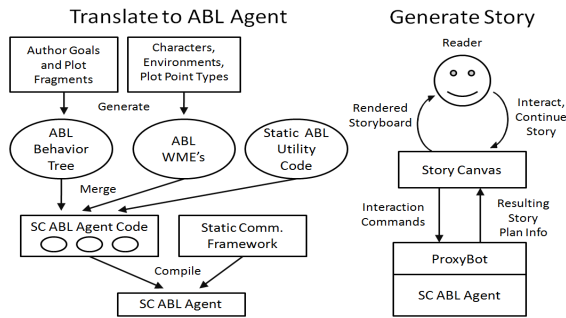 Translate to ABL Agent
Author Goals
and Plot
Fragments
Characters,
Environments,
Plot Point Types
Generate
ABL
Behavior
Tree
ABL
WME's
Static ABL
Utility
Code
Merge
SC ABL Agent Code
Static Comm.
Framework
Compile
SC ABL Agent
Generate Story
Reader
Rendered
Storyboard
Interact,
Continue
Story
Story Canvas
Interaction
Commands
Resulting
Story
Plan Info
ProxyBot
SC ABL Agent